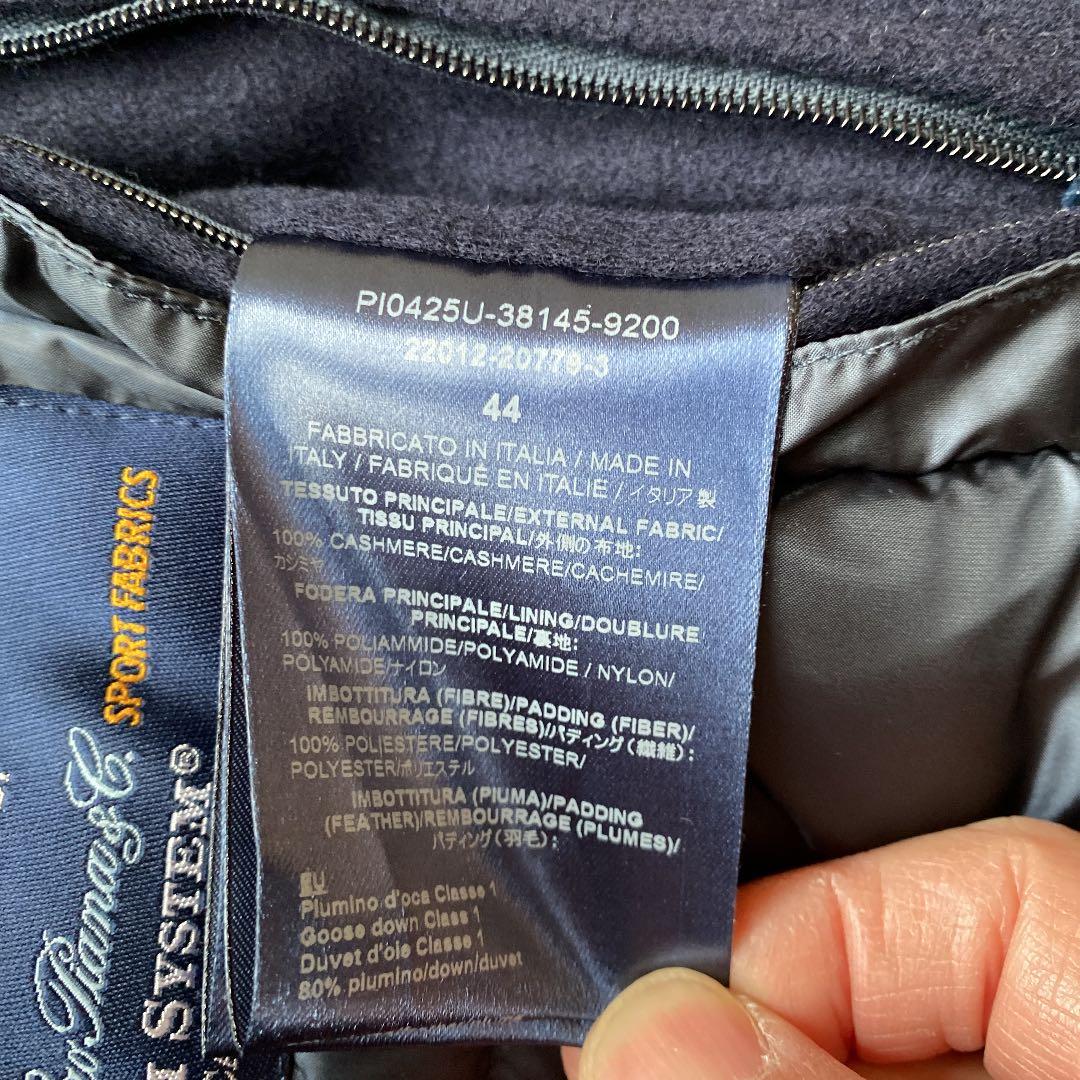 PI0425U-38145-9200
22012-20779-3
44
FABBRICATO IN ITALIA / MADE IN
ITALY / FABRIQUÉ EN ITALIE / イタリア製
TESSUTO PRINCIPALE/EXTERNAL FABRIC/
TISSU PRINCIPAL/外側の布地:
100% CASHMERE/CASHMERE/CACHEMIRE/
カシミヤ
FODERA PRINCIPALE/LINING/DOUBLURE
PRINCIPALE/裏地:
100% POLIAMMIDE/POLYAMIDE / NYLON/
POLYAMIDE/ナイロン
IMBOTTITURA (FIBRE)/PADDING (FIBER)/
REMBOURRAGE (FIBRES)/パディング(繊維):
100% POLIESTERE/POLYESTER/
POLYESTER/ポリエステル
IMBOTTITURA (PIUMA)/PADDING
(FEATHER)/REMBOURRAGE (PLUMES)/
パディング(羽毛):
EU
Piumino d'oca Classe 1
Goose down Class 1
Duvet d'oie Classe 1
80% piumino/down/duvet
SPORT FABRICS
Piana & C.
SYSTEM®